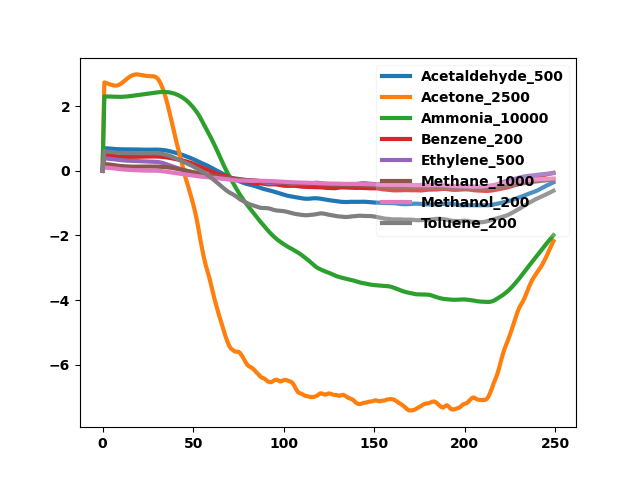 Acetaldehyde_500
Acetone_2500
Ammonia_10000
Benzene_200
Ethylene_500
Methane_1000
Methanol_200
Toluene_200
2
0
−2
−4
−6
0 50 100 150 200 250